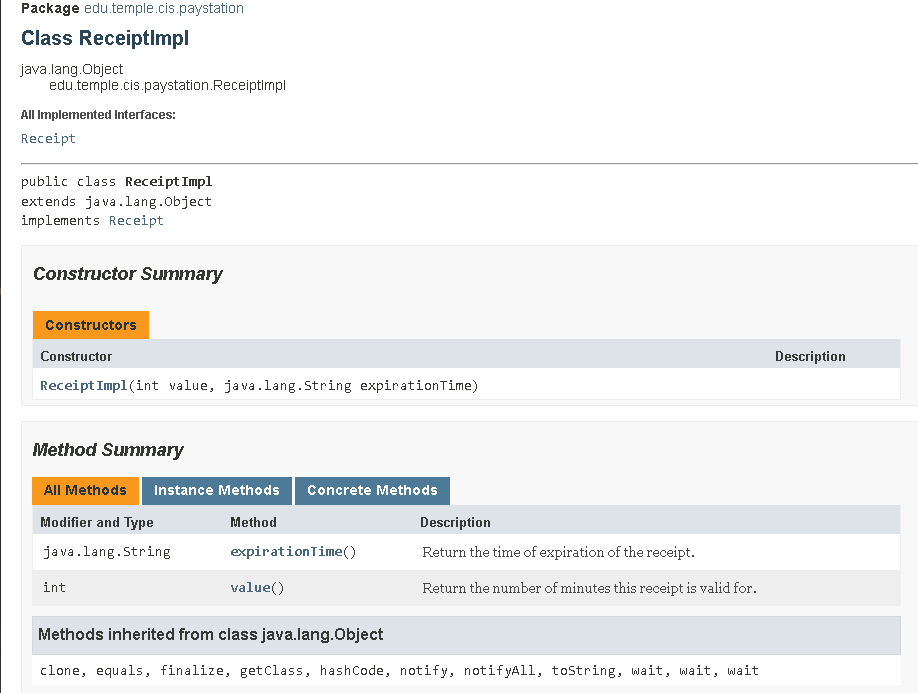 Package edu.temple.cis.paystation
Class ReceiptImpl
java.lang.Object
edu.temple.cis.paystation.ReceiptImpl
All Implemented Interfaces:
Receipt
public class ReceiptImpl
extends java.lang.Object
implements Receipt
Constructor Summary
Constructors
Constructor Description
ReceiptImpl(int value, java.lang.String expirationTime)
Method Summary
All Methods Instance Methods Concrete Methods
Modifier and Type Method Description
java.lang.String expirationTime() Return the time of expiration of the receipt.
int value() Return the number of minutes this receipt is valid for.
Methods inherited from class java.lang.Object
clone, equals, finalize, getClass, hashCode, notify, notifyAll, toString, wait, wait, wait